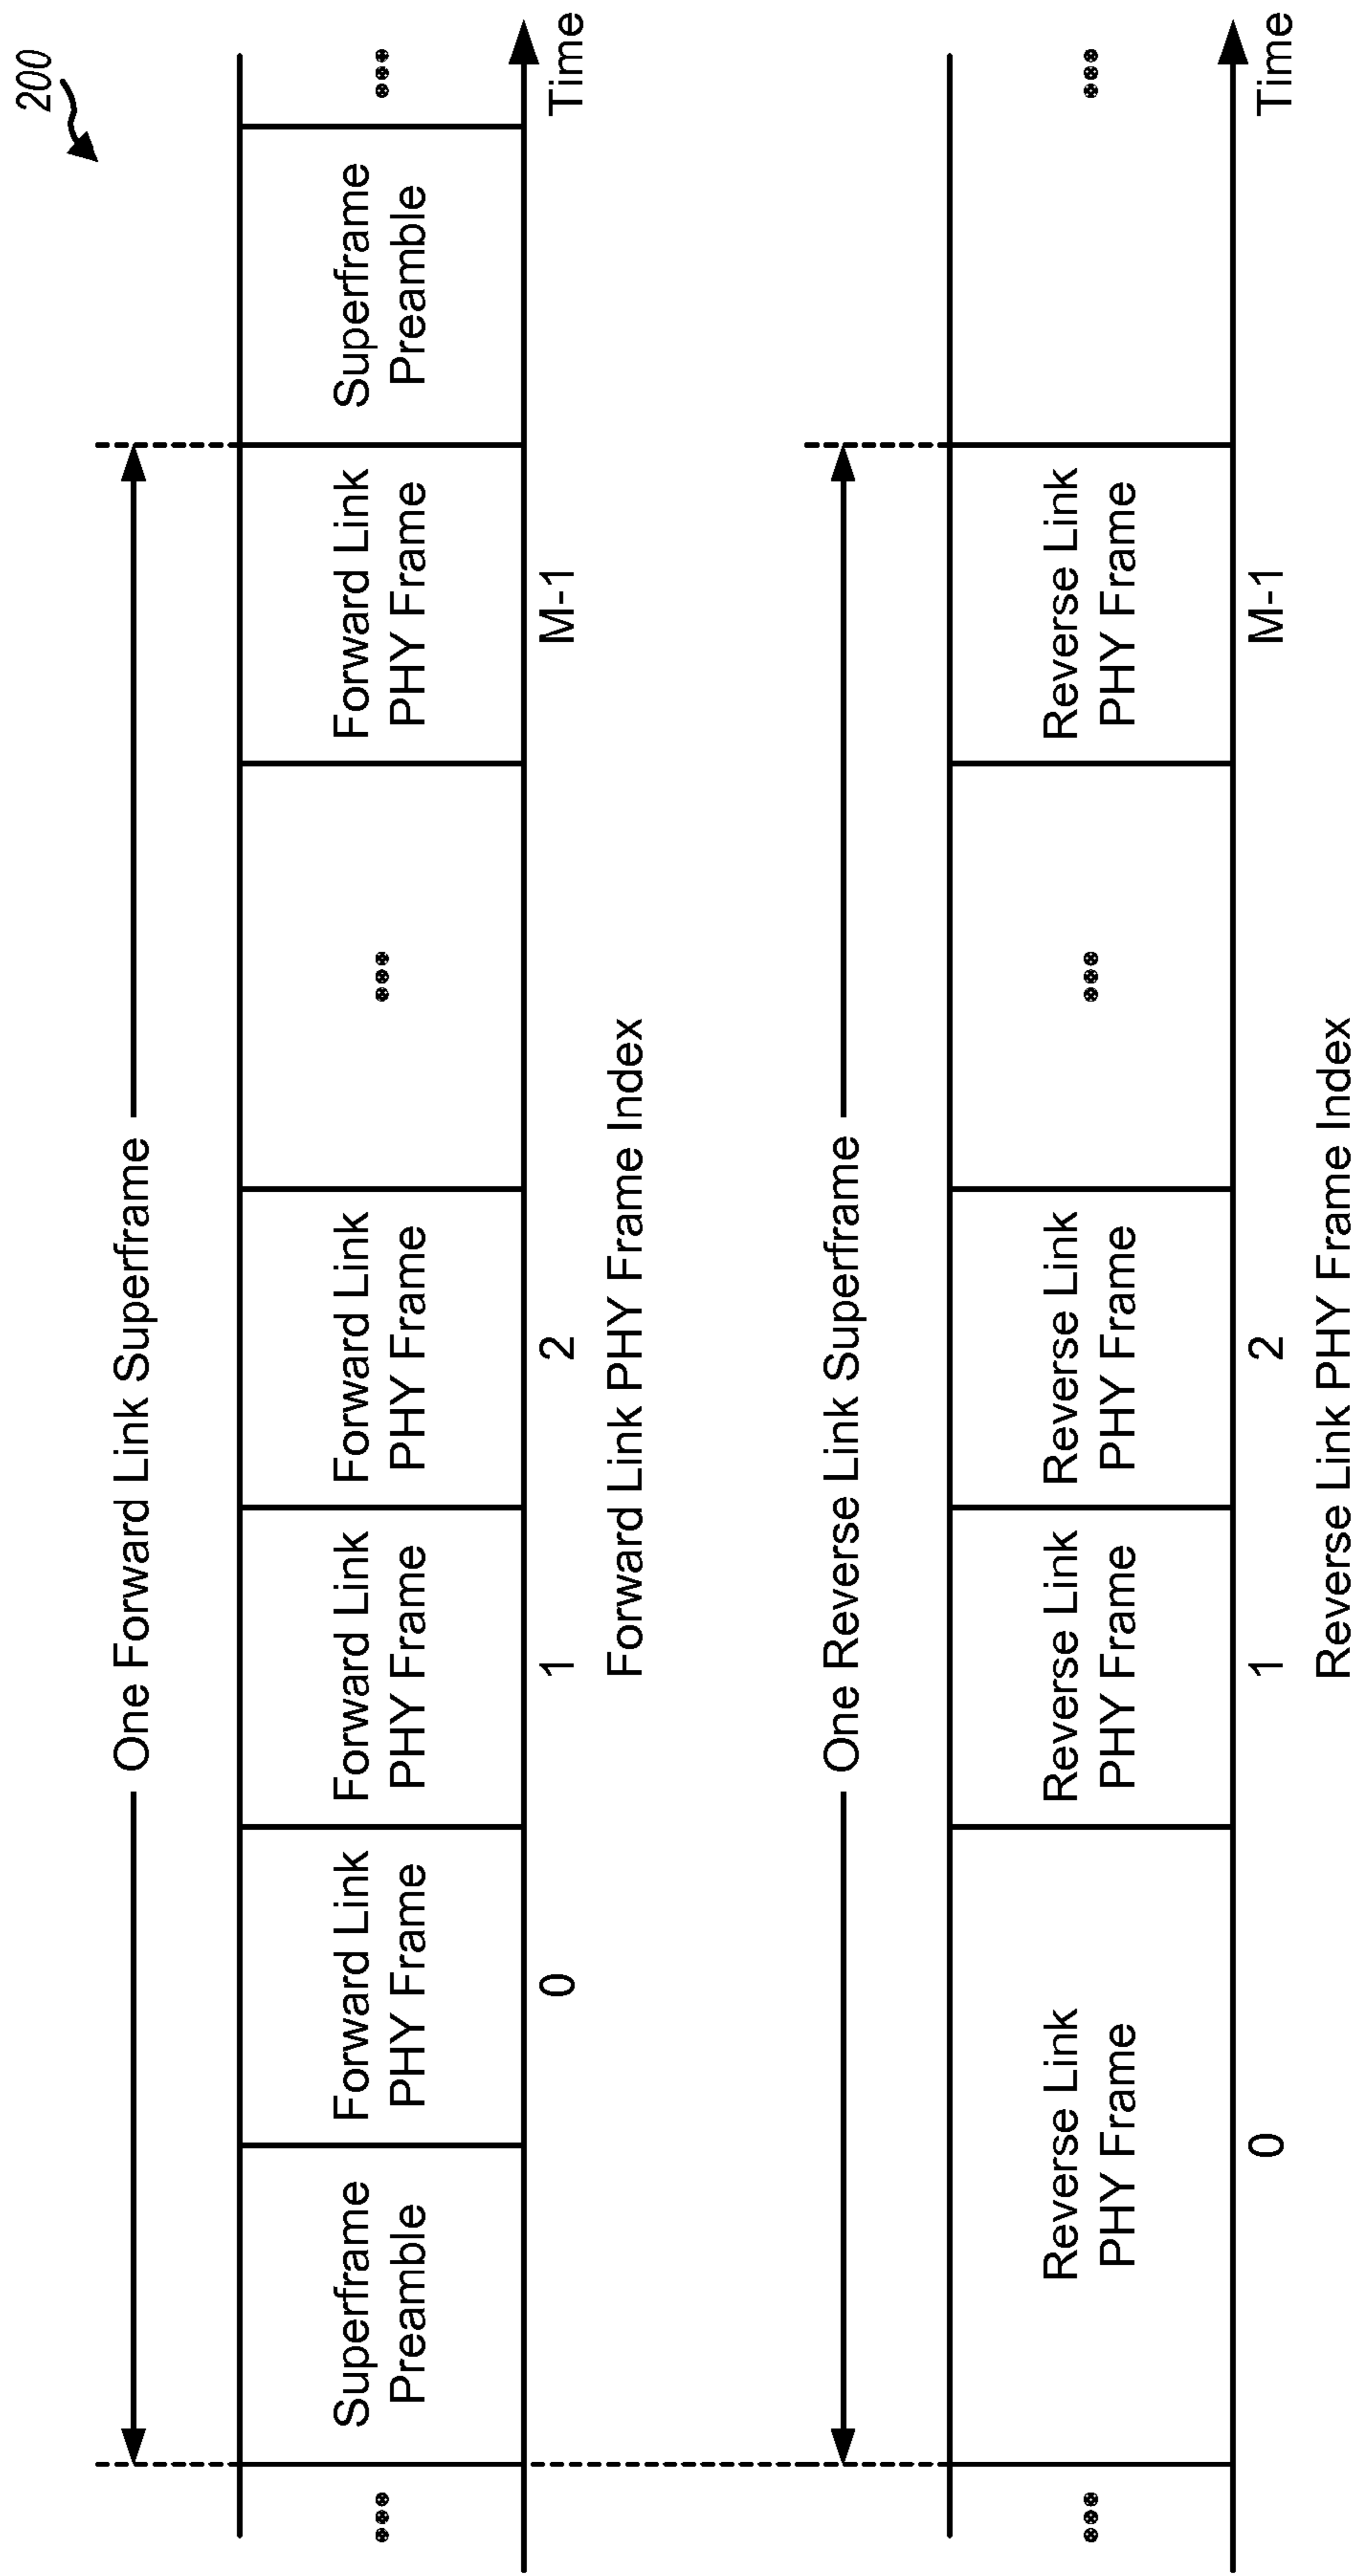 200
One Forward Link Superframe
Superframe
Preamble
Forward Link
PHY Frame
Forward Link
PHY Frame
Forward Link
PHY Frame
Forward Link
PHY Frame
Superframe
Preamble
0
1
2
M-1
Time
Forward Link PHY Frame Index
One Reverse Link Superframe
Reverse Link
PHY Frame
Reverse Link
PHY Frame
Reverse Link
PHY Frame
Reverse Link
PHY Frame
0
1
2
M-1
Time
Reverse Link PHY Frame Index